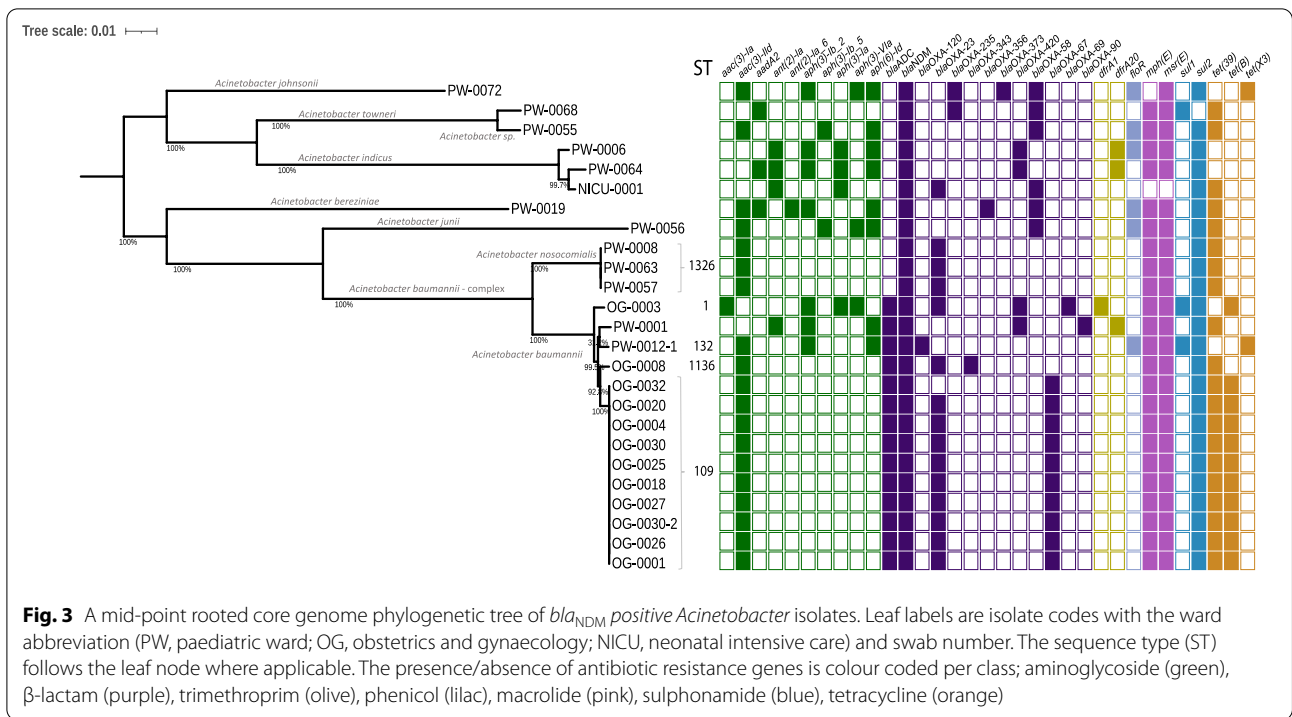 Tree scale: 0.01
ST
aac(3)-Ia
aac(3)-IId
aadA2
ant(2)-Ia
ant(2)-Ia_6
aph(3)-Ib_2
aph(3)-Ib_5
aph(3)-Ia
aph(3)-VIa
aph(6)-Id
blaADC
blaNDM
blaOXA-120
blaOXA-23
blaOXA-235
blaOXA-343
blaOXA-356
blaOXA-373
blaOXA-420
blaOXA-58
blaOXA-67
blaOXA-69
blaOXA-90
dfrA1
dfrA20
floR
mph(E)
msr(E)
sul1
sul2
tet(39)
tet(B)
tet(X3)
Acinetobacter johnsonii
PW-0072
Acinetobacter towneri
PW-0068
100%
PW-0055
Acinetobacter sp.
100%
PW-0006
Acinetobacter indicus
PW-0064
100%
99.7%
NICU-0001
Acinetobacter bereziniae
PW-0019
Acinetobacter junii
PW-0056
100%
PW-0008
Acinetobacter nosocomialis
100%
PW-0063
1326
100%
PW-0057
Acinetobacter baumannii - complex
100%
OG-0003
1
PW-0001
100%
PW-0012-1
132
Acinetobacter baumannii
OG-0008
1136
OG-0032
OG-0020
100%
OG-0004
OG-0030
OG-0025
109
OG-0018
OG-0027
OG-0030-2
OG-0026
OG-0001
Fig. 3 A mid-point rooted core genome phylogenetic tree of blaNDM positive Acinetobacter isolates. Leaf labels are isolate codes with the ward
abbreviation (PW, paediatric ward; OG, obstetrics and gynaecology; NICU, neonatal intensive care) and swab number. The sequence type (ST)
follows the leaf node where applicable. The presence/absence of antibiotic resistance genes is colour coded per class; aminoglycoside (green),
β-lactam (purple), trimethroprim (olive), phenicol (lilac), macrolide (pink), sulphonamide (blue), tetracycline (orange)